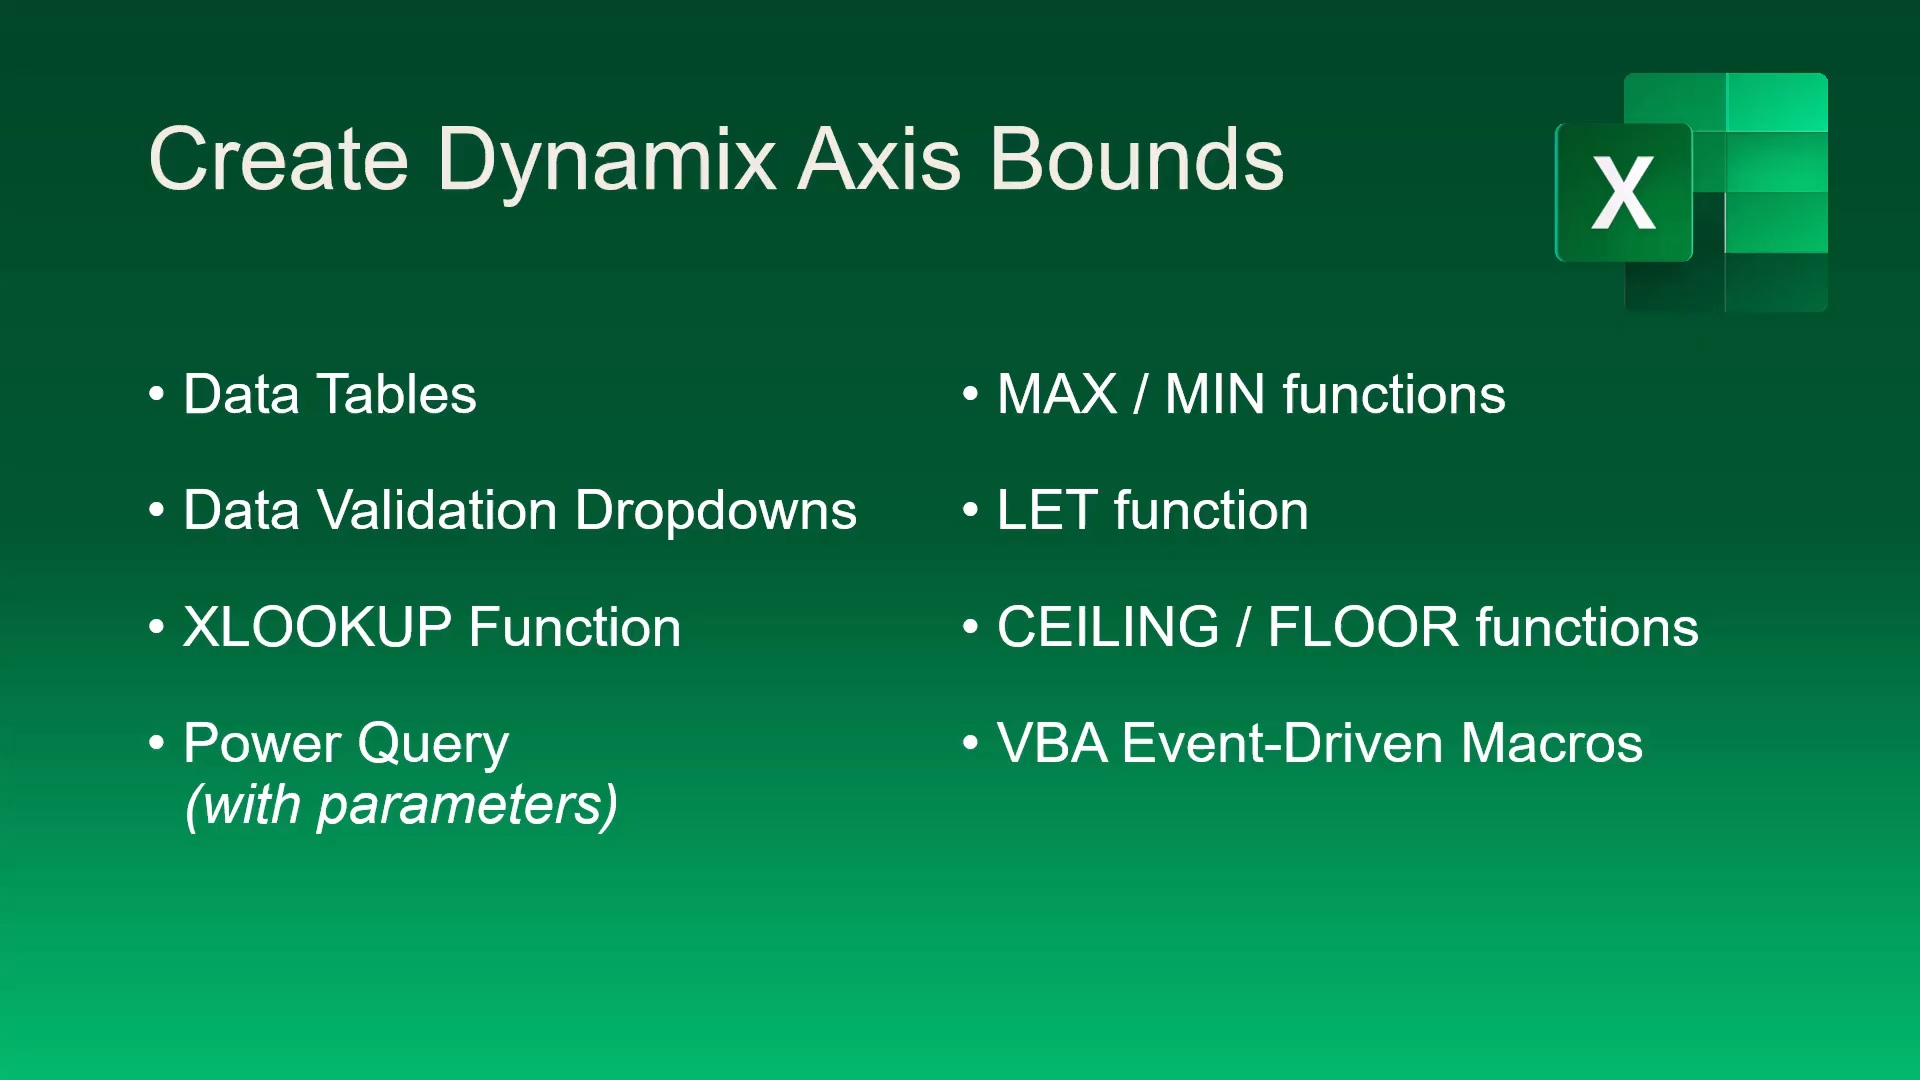 Create Dynamix Axis Bounds
X
• Data Tables
• Data Validation Dropdowns
• XLOOKUP Function
• Power Query
(with parameters)
• MAX / MIN functions
• LET function
• CEILING / FLOOR functions
• VBA Event-Driven Macros